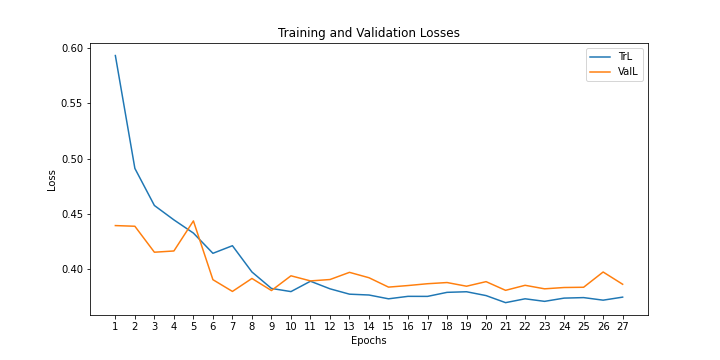 Training and Validation Losses
TrL
ValL
0.60
0.55
0.50
0.45
0.40
Loss
1 2 3 4 5 6 7 8 9 10 11 12 13 14 15 16 17 18 19 20 21 22 23 24 25 26 27
Epochs